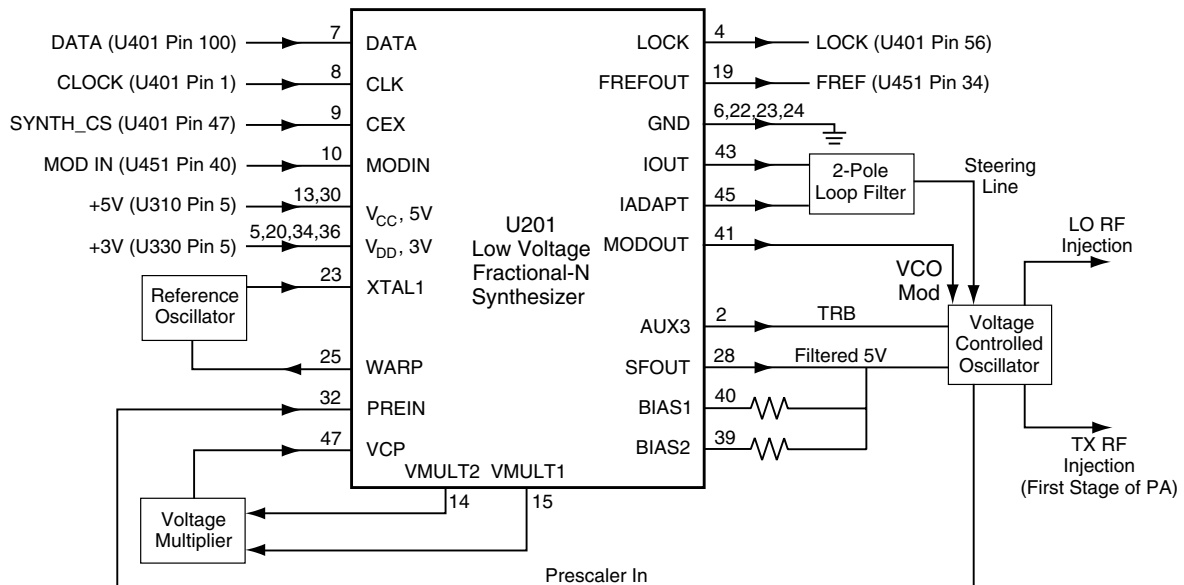 DATA (U401 Pin 100)
7
DATA
CLOCK (U401 Pin 1)
8
CLK
SYNTH_CS (U401 Pin 47)
9
CEX
MOD IN (U451 Pin 40)
10
MODIN
+5V (U310 Pin 5)
13,30
VCC, 5V
+3V (U330 Pin 5)
5,20,34,36
VDD, 3V
Reference
Oscillator
23
XTAL1
25
WARP
32
PREIN
47
VCP
Voltage
Multiplier
VMULT2
14
VMULT1
15
U201
Low Voltage
Fractional-N
Synthesizer
LOCK
4
LOCK (U401 Pin 56)
FREFOUT
19
FREF (U451 Pin 34)
GND
6,22,23,24
IOUT
43
IADAPT
45
2-Pole
Loop Filter
Steering
Line
MODOUT
41
VCO
Mod
LO RF
Injection
AUX3
2
TRB
SFOUT
28
Filtered 5V
BIAS1
40
BIAS2
39
Voltage
Controlled
Oscillator
TX RF
Injection
(First Stage of PA)
Prescaler In